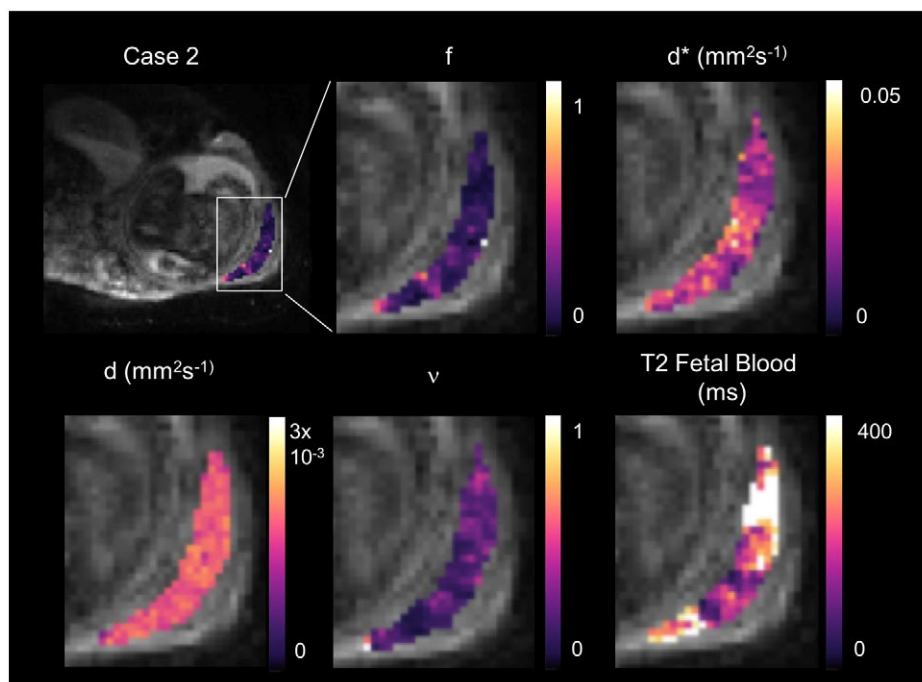 Case 2
f
d* (mm²s⁻¹)
1
0
0.05
0
d (mm²s⁻¹)
ν
T2 Fetal Blood
(ms)
3x
10⁻³
0
1
0
400
0